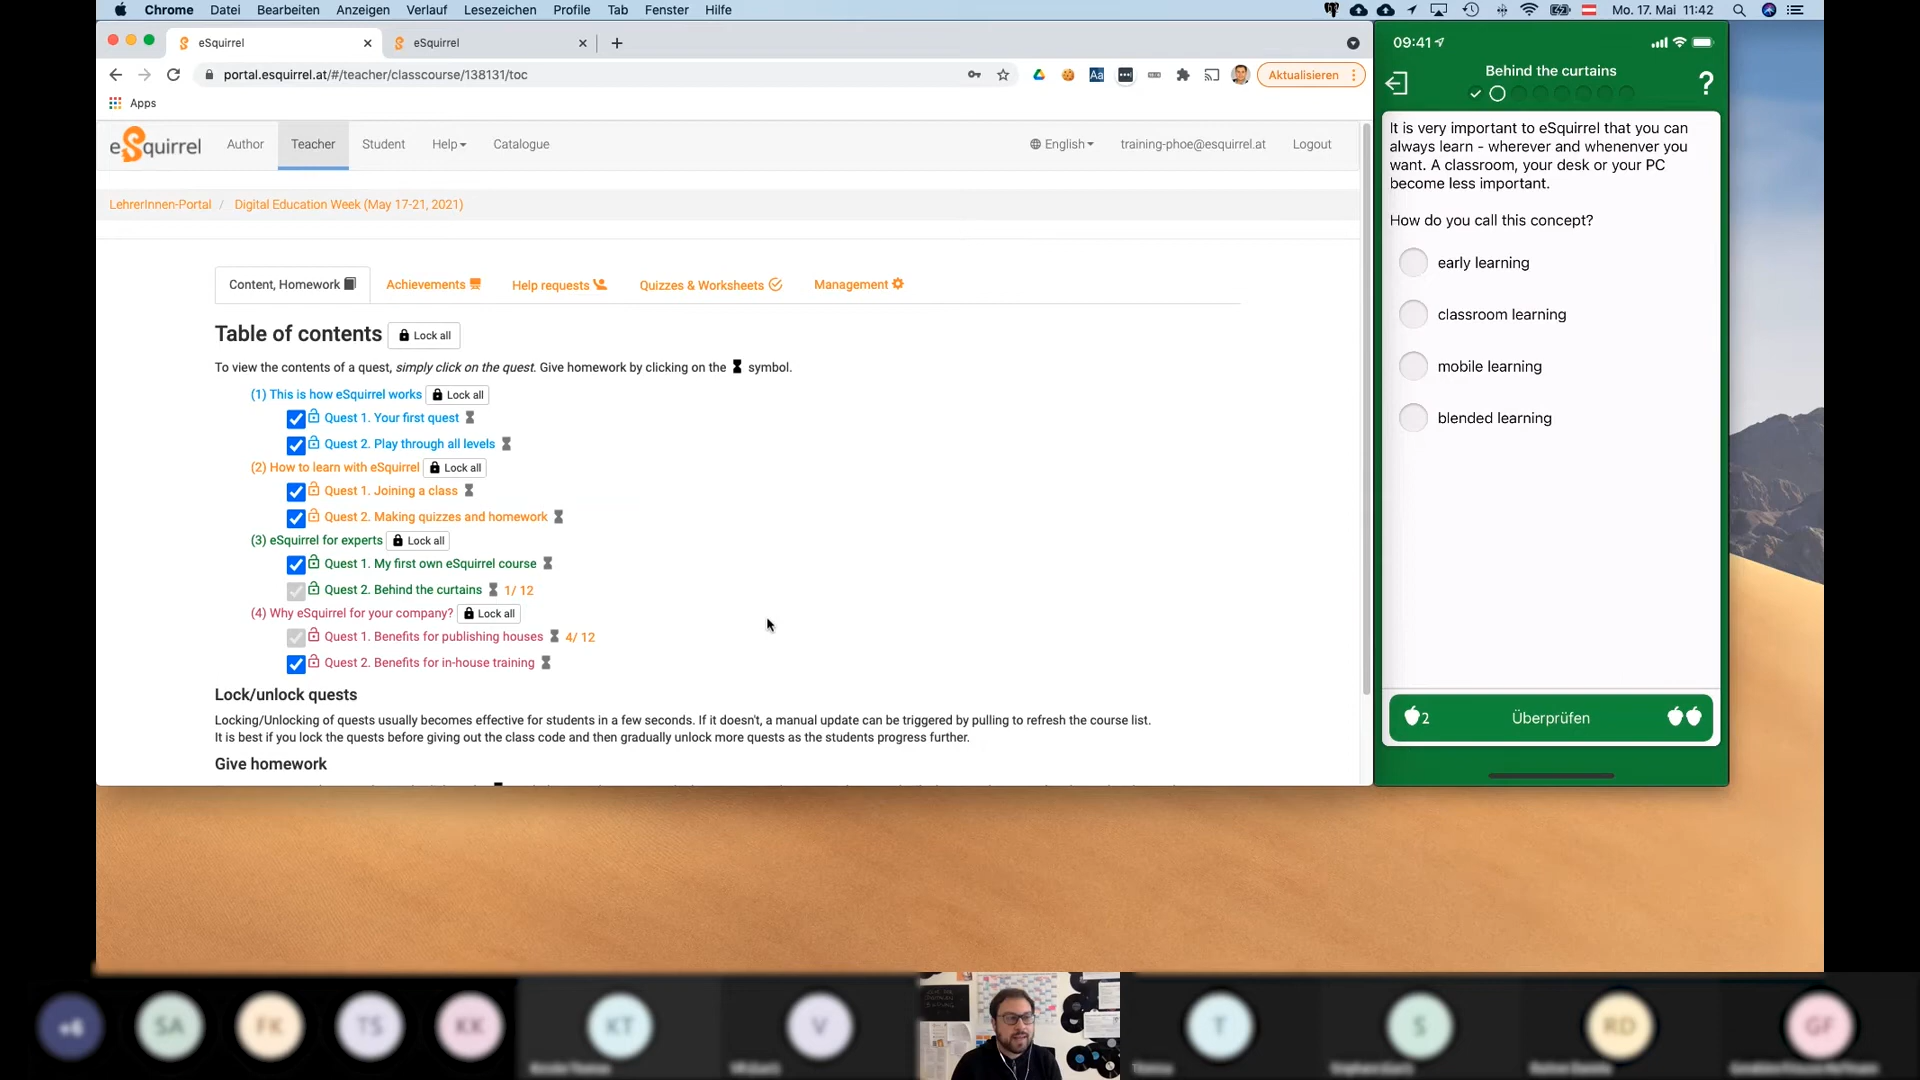 Chrome Datei Bearbeiten Anzeigen Verlauf Lesezeichen Profile Tab Fenster Hilfe
Mo. 17. Mai 11:42
eSquirrel
eSquirrel
portal.esquirrel.at/#/teacher/classcourse/138131/toc
Aktualisieren
Apps
eSquirrel Author Teacher Student Help Catalogue English training-phoe@esquirrel.at Logout
LehrerInnen-Portal / Digital Education Week (May 17-21, 2021)
Content, Homework Achievements Help requests Quizzes & Worksheets Management
Table of contents Lock all
To view the contents of a quest, simply click on the quest. Give homework by clicking on the symbol.
(1) This is how eSquirrel works Lock all
Quest 1. Your first quest
Quest 2. Play through all levels
(2) How to learn with eSquirrel Lock all
Quest 1. Joining a class
Quest 2. Making quizzes and homework
(3) eSquirrel for experts Lock all
Quest 1. My first own eSquirrel course
Quest 2. Behind the curtains 1/ 12
(4) Why eSquirrel for your company? Lock all
Quest 1. Benefits for publishing houses 4/ 12
Quest 2. Benefits for in-house training
Lock/unlock quests
Locking/Unlocking of quests usually becomes effective for students in a few seconds. If it doesn't, a manual update can be triggered by pulling to refresh the course list.
It is best if you lock the quests before giving out the class code and then gradually unlock more quests as the students progress further.
Give homework
09:41
Behind the curtains
?
It is very important to eSquirrel that you can
always learn - wherever and whenenver you
want. A classroom, your desk or your PC
become less important.
How do you call this concept?
early learning
classroom learning
mobile learning
blended learning
2 Überprüfen
+6 SA FK TS KK KT V T S RD GF